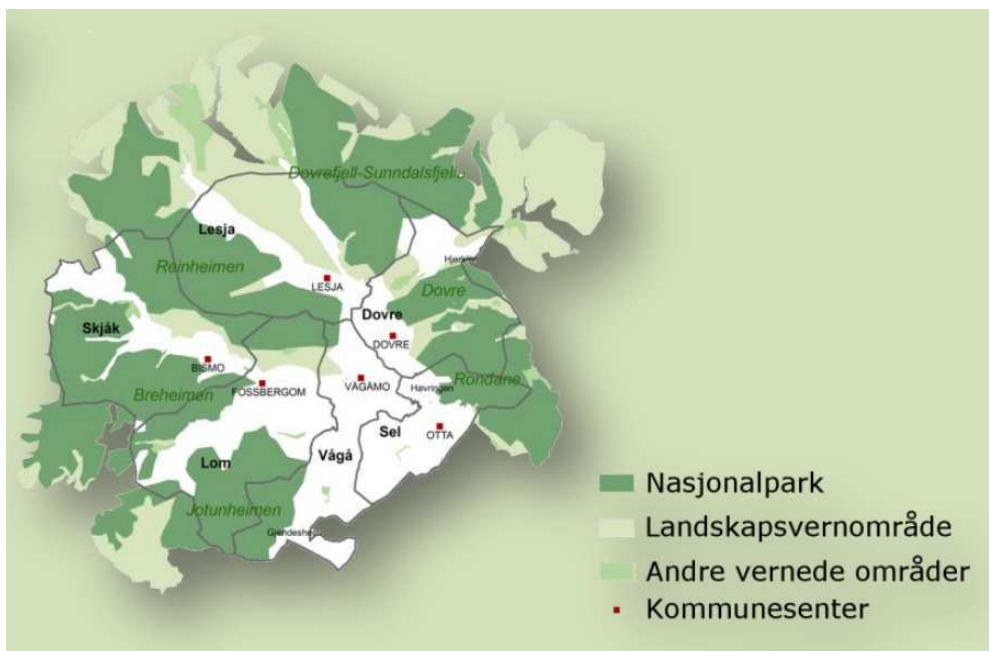 Dovrefjell-Sunndalsfjella
Lesja
Hjerkinn
Reinheimen
LESJA
Dovre
Dovre
Skjåk
DOVRE
BISMO
VÅGÅMO
Rondane
Høvringen
FOSSBERGOM
Breheimen
Sel
OTTA
Vågå
Lom
Jotunheimen
Gjendesheim
Nasjonalpark
Landskapsvernområde
Andre vernede områder
Kommunesenter